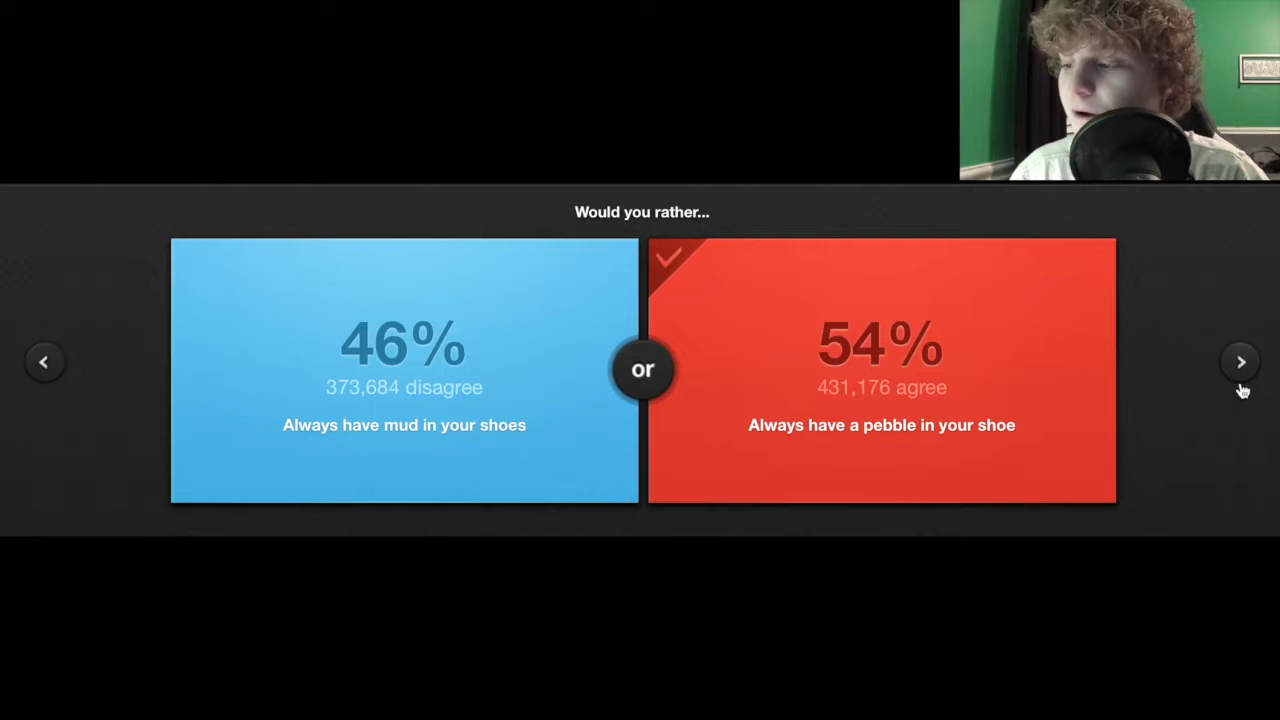 Would you rather...
46%
373,684 disagree
Always have mud in your shoes
or
54%
431,176 agree
Always have a pebble in your shoe